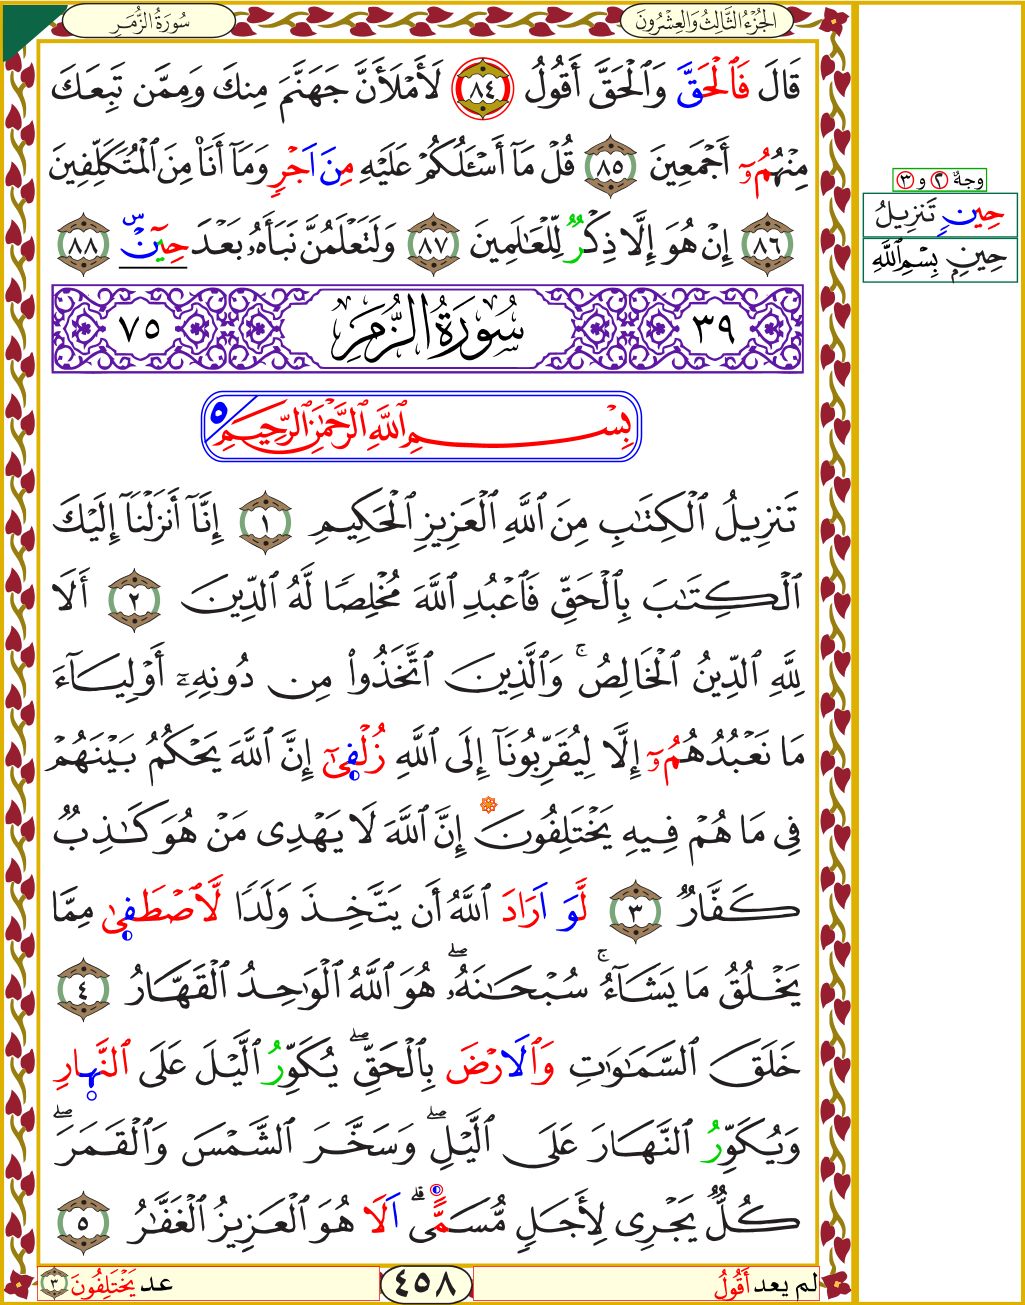 سُورَةُ الزُّمَرِ
الجُزْءُ الثَّالِثُ وَالعِشْرُونَ
قَالَ فَٱلْحَقَّ وَٱلْحَقَّ أَقُولُ ٨٤ لَأَمْلَأَنَّ جَهَنَّمَ مِنكَ وَمِمَّن تَبِعَكَ
مِنْهُمُۥٓ أَجْمَعِينَ ٨٥ قُلْ مَآ أَسْـَٔلُكُمْ عَلَيْهِ مِنَ اَجْرٍ وَمَآ أَنَا۠ مِنَ ٱلْمُتَكَلِّفِينَ
٨٦ إِنْ هُوَ إِلَّا ذِكْرٌ لِّلْعَٰلَمِينَ ٨٧ وَلَتَعْلَمُنَّ نَبَأَهُۥ بَعْدَ حِينٍۢ س ٨٨
٣٩ سُورَةُ الزُّمَرِ ٧٥
بِسْمِ ٱللَّهِ ٱلرَّحْمَٰنِ ٱلرَّحِيمِ ٥
تَنزِيلُ ٱلْكِتَٰبِ مِنَ ٱللَّهِ ٱلْعَزِيزِ ٱلْحَكِيمِ ١ إِنَّآ أَنزَلْنَآ إِلَيْكَ
ٱلْكِتَٰبَ بِٱلْحَقِّ فَٱعْبُدِ ٱللَّهَ مُخْلِصًا لَّهُ ٱلدِّينَ ٢ أَلَا
لِلَّهِ ٱلدِّينُ ٱلْخَالِصُ ۚ وَٱلَّذِينَ ٱتَّخَذُوا۟ مِن دُونِهِۦٓ أَوْلِيَآءَ
مَا نَعْبُدُهُمُۥٓ إِلَّا لِيُقَرِّبُونَآ إِلَى ٱللَّهِ زُلْفِىٰٓ إِنَّ ٱللَّهَ يَحْكُمُ بَيْنَهُمْ
فِى مَا هُمْ فِيهِ يَخْتَلِفُونَ إِنَّ ٱللَّهَ لَا يَهْدِى مَنْ هُوَ كَٰذِبٌ
كَفَّارٌ ٣ لَّوَ اَرَادَ ٱللَّهُ أَن يَتَّخِذَ وَلَدًا لَّٱصْطَفِىٰ مِمَّا
يَخْلُقُ مَا يَشَآءُ ۚ سُبْحَٰنَهُۥ ۖ هُوَ ٱللَّهُ ٱلْوَٰحِدُ ٱلْقَهَّارُ ٤
خَلَقَ ٱلسَّمَٰوَٰتِ وَٱلَارْضَ بِٱلْحَقِّ ۖ يُكَوِّرُ ٱلَّيْلَ عَلَى ٱلنَّهِارِ
وَيُكَوِّرُ ٱلنَّهَارَ عَلَى ٱلَّيْلِ ۖ وَسَخَّرَ ٱلشَّمْسَ وَٱلْقَمَرَ ۖ
كُلٌّ يَجْرِى لِأَجَلٍ مُّسَمًّى ۗ اَلَا هُوَ ٱلْعَزِيزُ ٱلْغَفَّٰرُ ٥
لم يعد أَقُولُ
٤٥٨
عد يَخْتَلِفُونَ ٣
وجهٌ ٢ و ٣
حِينٍ تَنزِيلُ
حِينِمِ بِسْمِ ٱللَّهِ